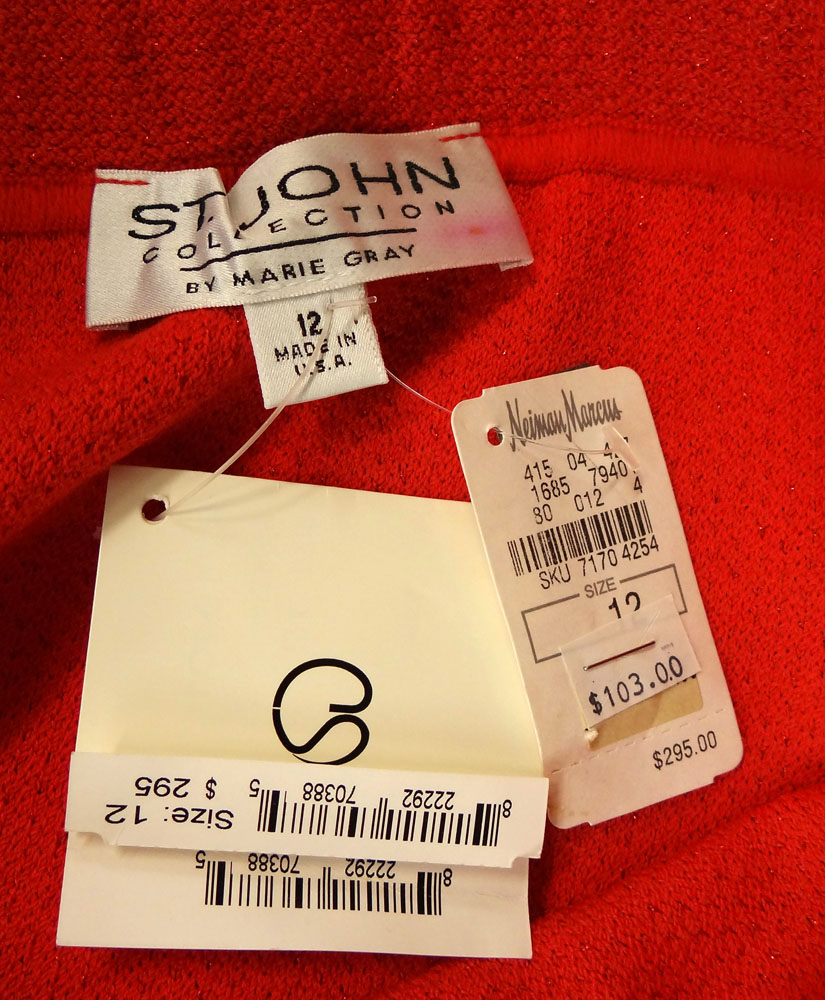 ST. JOHN
COLLECTION
BY MARIE GRAY
12
MADE IN
U.S.A.
Neiman Marcus
415 04
1685 7940
80 012 4
SKU 7170 4254
SIZE
12
$103.00
$295.00
Size: 12 $ 295
8 22292 70388 5
8 22292 70388 5